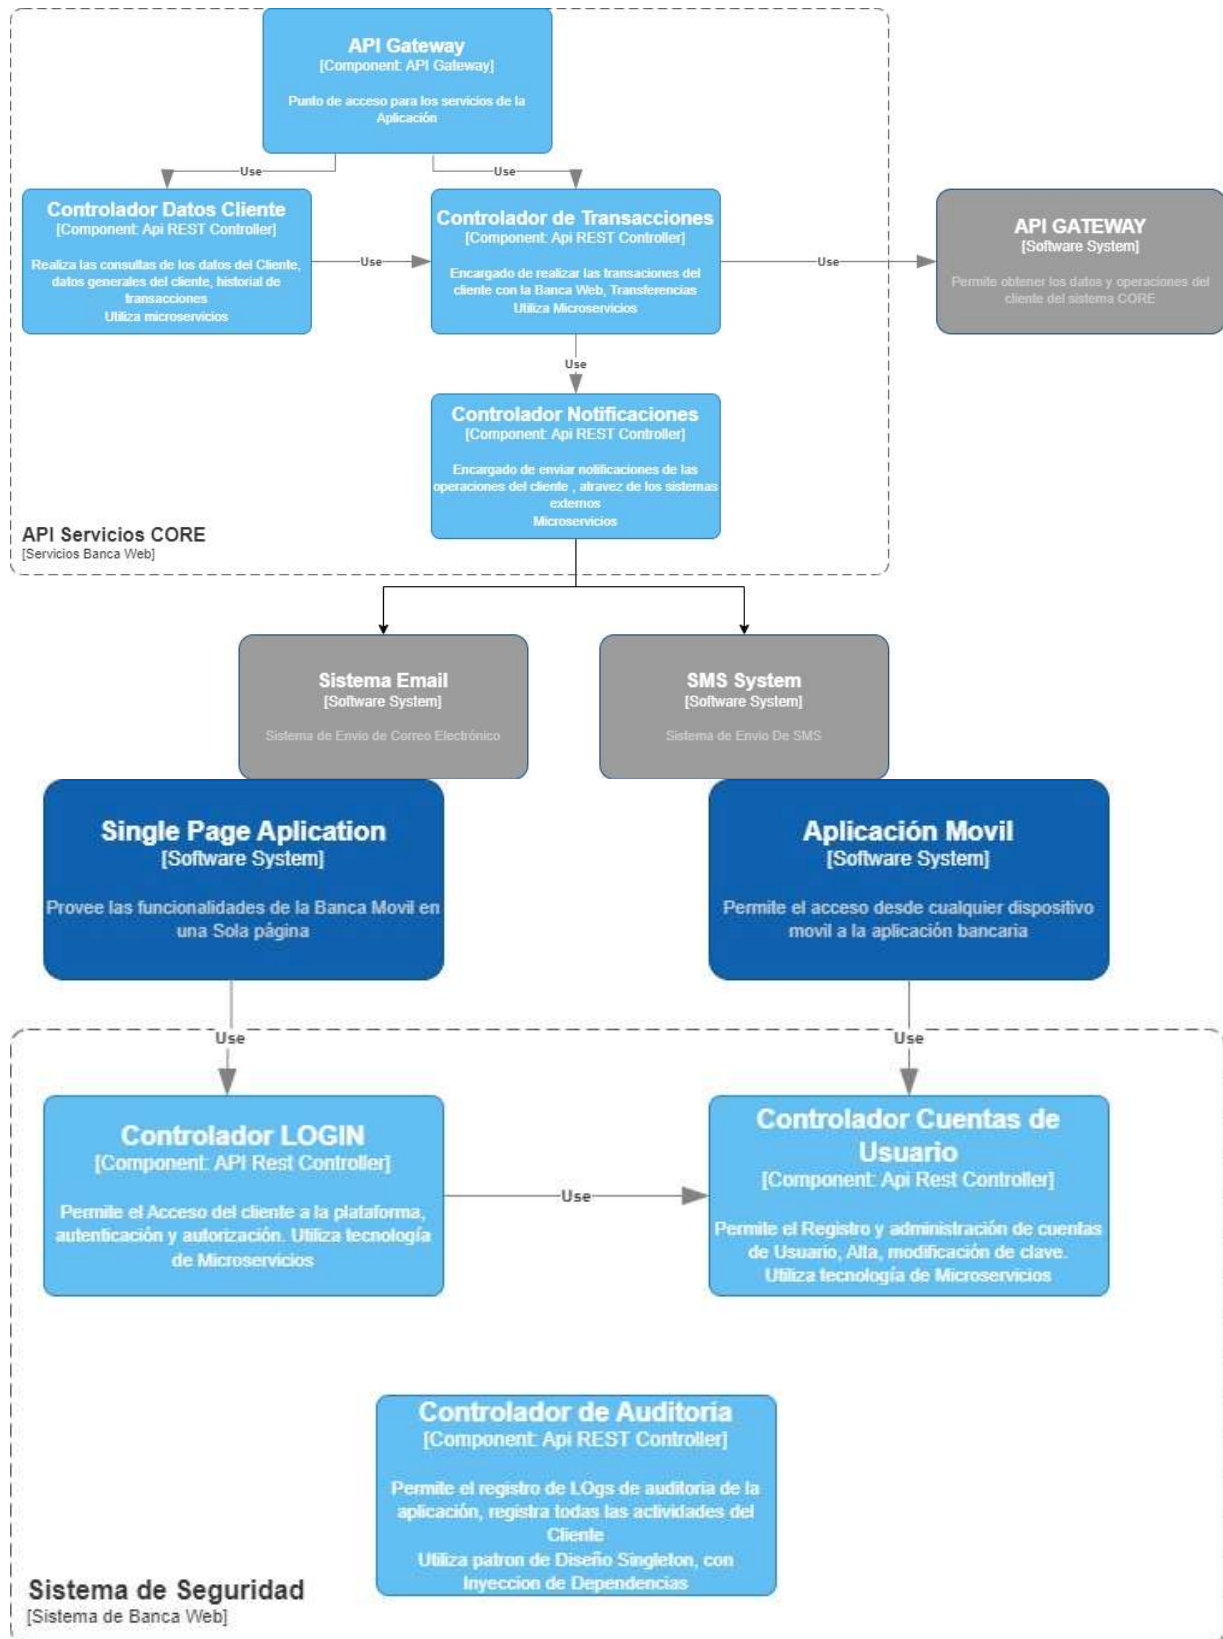 API Gateway
[Component: API Gateway]
Punto de acceso para los servicios de la
Aplicación
Use
Use
Controlador Datos Cliente
[Component: Api REST Controller]
Realiza las consultas de los datos del Cliente,
datos generales del cliente, historial de
transacciones
Utiliza microservicios
Use
Controlador de Transacciones
[Component: Api REST Controller]
Encargado de realizar las transaciones del
cliente con la Banca Web, Transferencias
Utiliza Microservicios
Use
API GATEWAY
[Software System]
Permite obtener los datos y operaciones del
cliente del sistema CORE
Use
Controlador Notificaciones
[Component: Api REST Controller]
Encargado de enviar notificaciones de las
operaciones del cliente , atravez de los sistemas
externos
Microservicios
API Servicios CORE
[Servicios Banca Web]
Sistema Email
[Software System]
Sistema de Envio de Correo Electrónico
SMS System
[Software System]
Sistema de Envio De SMS
Single Page Aplication
[Software System]
Provee las funcionalidades de la Banca Movil en
una Sola página
Aplicación Movil
[Software System]
Permite el acceso desde cualquier dispositivo
movil a la aplicación bancaria
Use
Use
Controlador LOGIN
[Component: API Rest Controller]
Permite el Acceso del cliente a la plataforma,
autenticación y autorización. Utiliza tecnología
de Microservicios
Use
Controlador Cuentas de
Usuario
[Component: Api Rest Controller]
Permite el Registro y administración de cuentas
de Usuario, Alta, modificación de clave.
Utiliza tecnología de Microservicios
Controlador de Auditoria
[Component: Api REST Controller]
Permite el registro de LOgs de auditoria de la
aplicación, registra todas las actividades del
Cliente
Utiliza patron de Diseño Singleton, con
Inyeccion de Dependencias
Sistema de Seguridad
[Sistema de Banca Web]